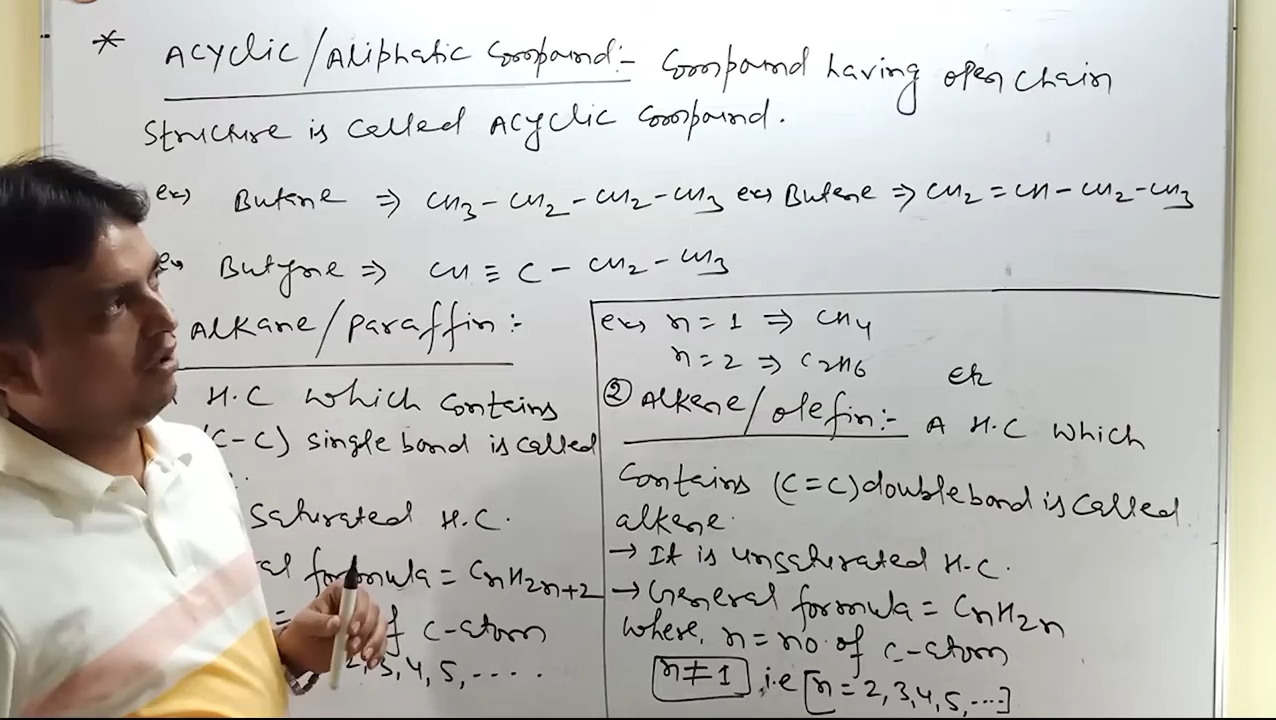 * Acyclic/Aliphatic Compound:- Compound having open chain
structure is called Acyclic Compound.
ex) Butane ⇒ CH3-CH2-CH2-CH3 ex) Butene ⇒ CH2=CH-CH2-CH3
ex) Butyne ⇒ CH≡C-CH2-CH3
Alkane/paraffin:-
H.C which contains
(C-C) single bond is called
saturated H.C.
al formula = CnH2n+2
= of C-atom
2, 3, 4, 5, ....
ex) n=1 ⇒ CH4
n=2 ⇒ C2H6
② Alkene/olefin:- A H.C which
contains (C=C) double bond is called
alkene.
→ It is unsaturated H.C.
→ General formula = CnH2n
where, n = no. of C-atom
n≠1, i.e [n = 2, 3, 4, 5, ....]